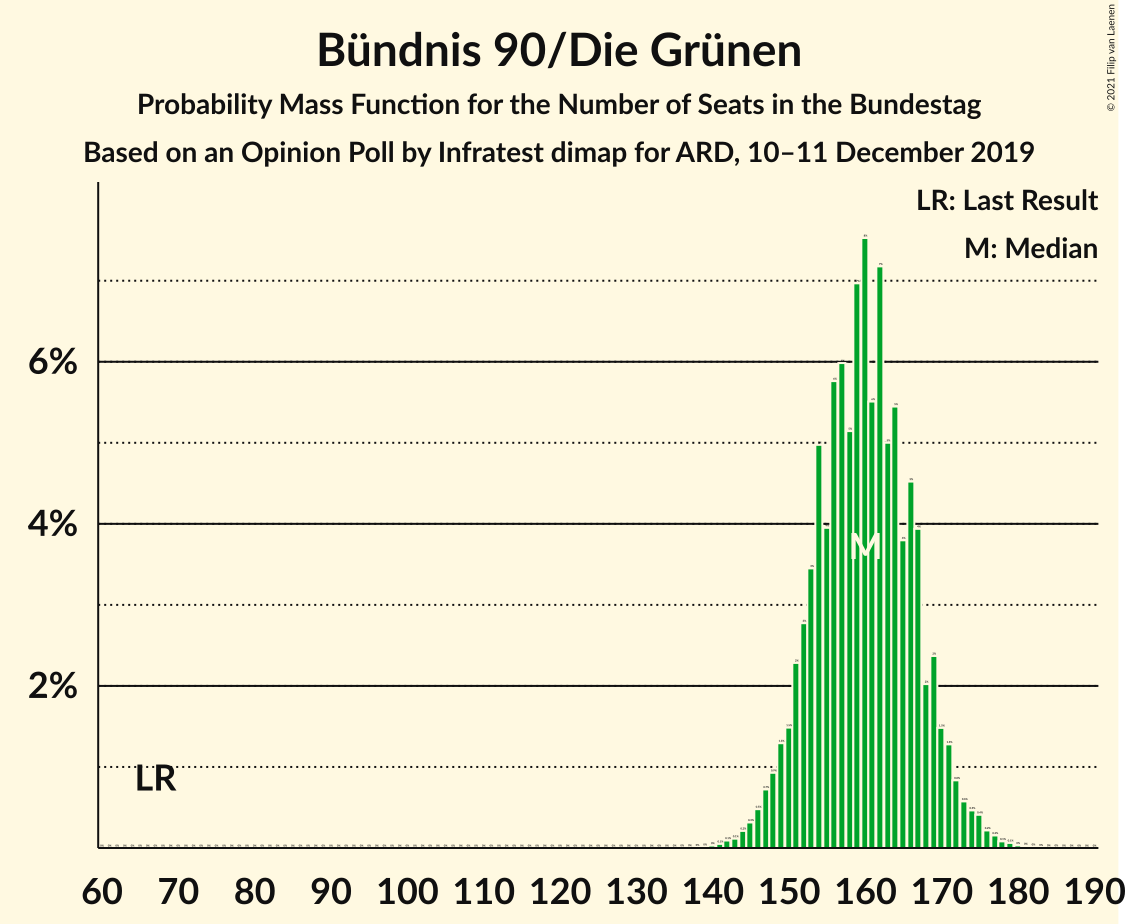 Bündnis 90/Die Grünen
Probability Mass Function for the Number of Seats in the Bundestag
Based on an Opinion Poll by Infratest dimap for ARD, 10–11 December 2019
© 2021 Filip van Laenen
LR: Last Result
M: Median
6%
4%
2%
LR
M
60 70 80 90 100 110 120 130 140 150 160 170 180 190